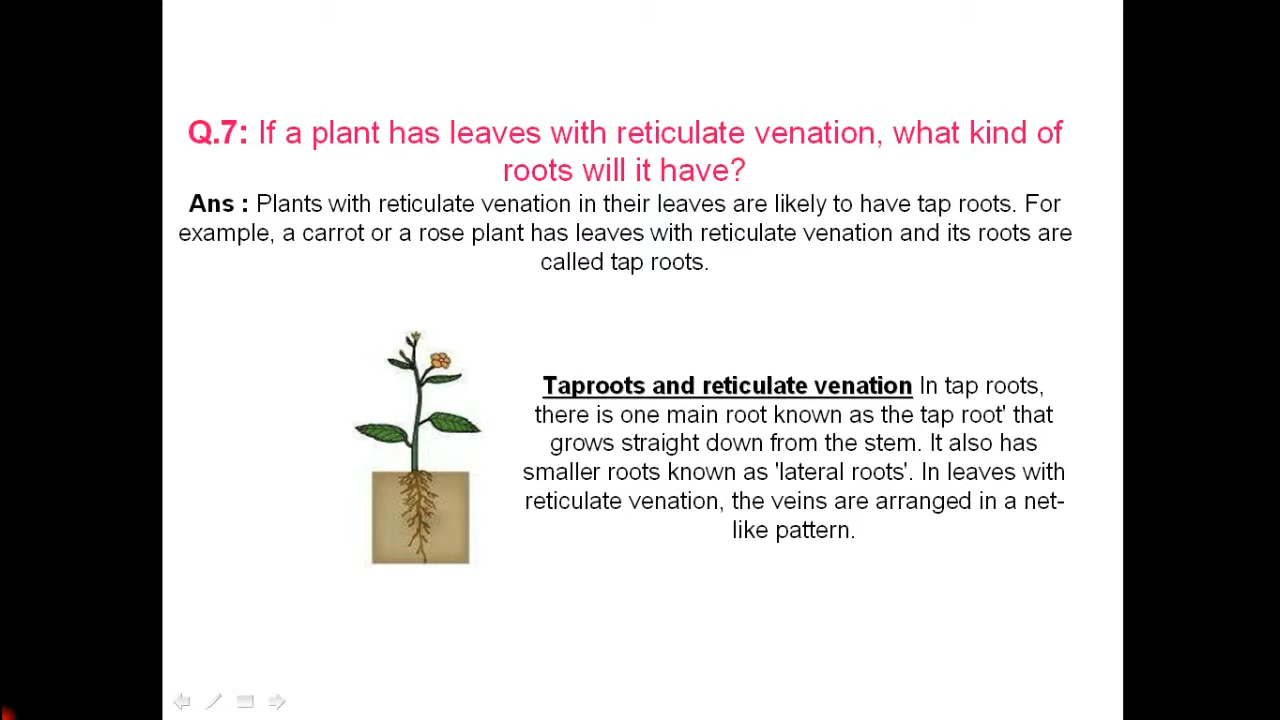 Q.7: If a plant has leaves with reticulate venation, what kind of
roots will it have?
Ans : Plants with reticulate venation in their leaves are likely to have tap roots. For
example, a carrot or a rose plant has leaves with reticulate venation and its roots are
called tap roots.
Taproots and reticulate venation In tap roots,
there is one main root known as the tap root' that
grows straight down from the stem. It also has
smaller roots known as 'lateral roots'. In leaves with
reticulate venation, the veins are arranged in a net-
like pattern.